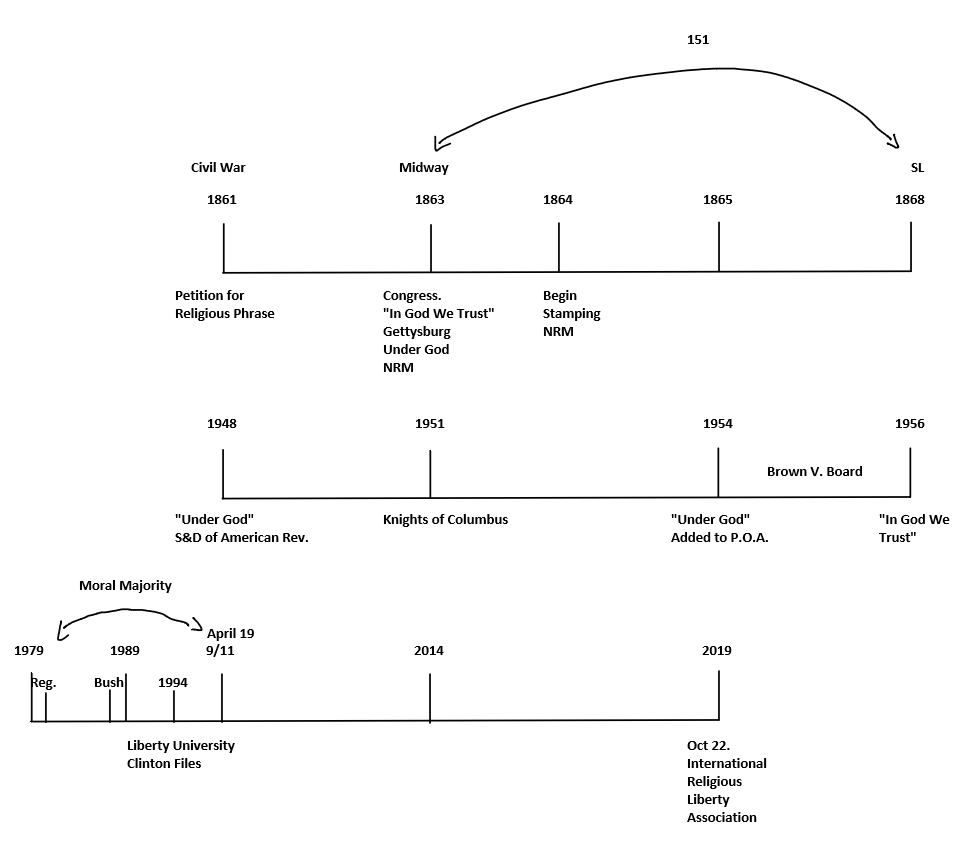 151
Civil War
Midway
SL
1861
1863
1864
1865
1868
Petition for
Religious Phrase
Congress.
"In God We Trust"
Gettysburg
Under God
NRM
Begin
Stamping
NRM
1948
1951
1954
1956
Brown V. Board
"Under God"
S&D of American Rev.
Knights of Columbus
"Under God"
Added to P.O.A.
"In God We
Trust"
Moral Majority
1979
1989
April 19
9/11
2014
2019
Reg.
Bush
1994
Liberty University
Clinton Files
Oct 22.
International
Religious
Liberty
Association